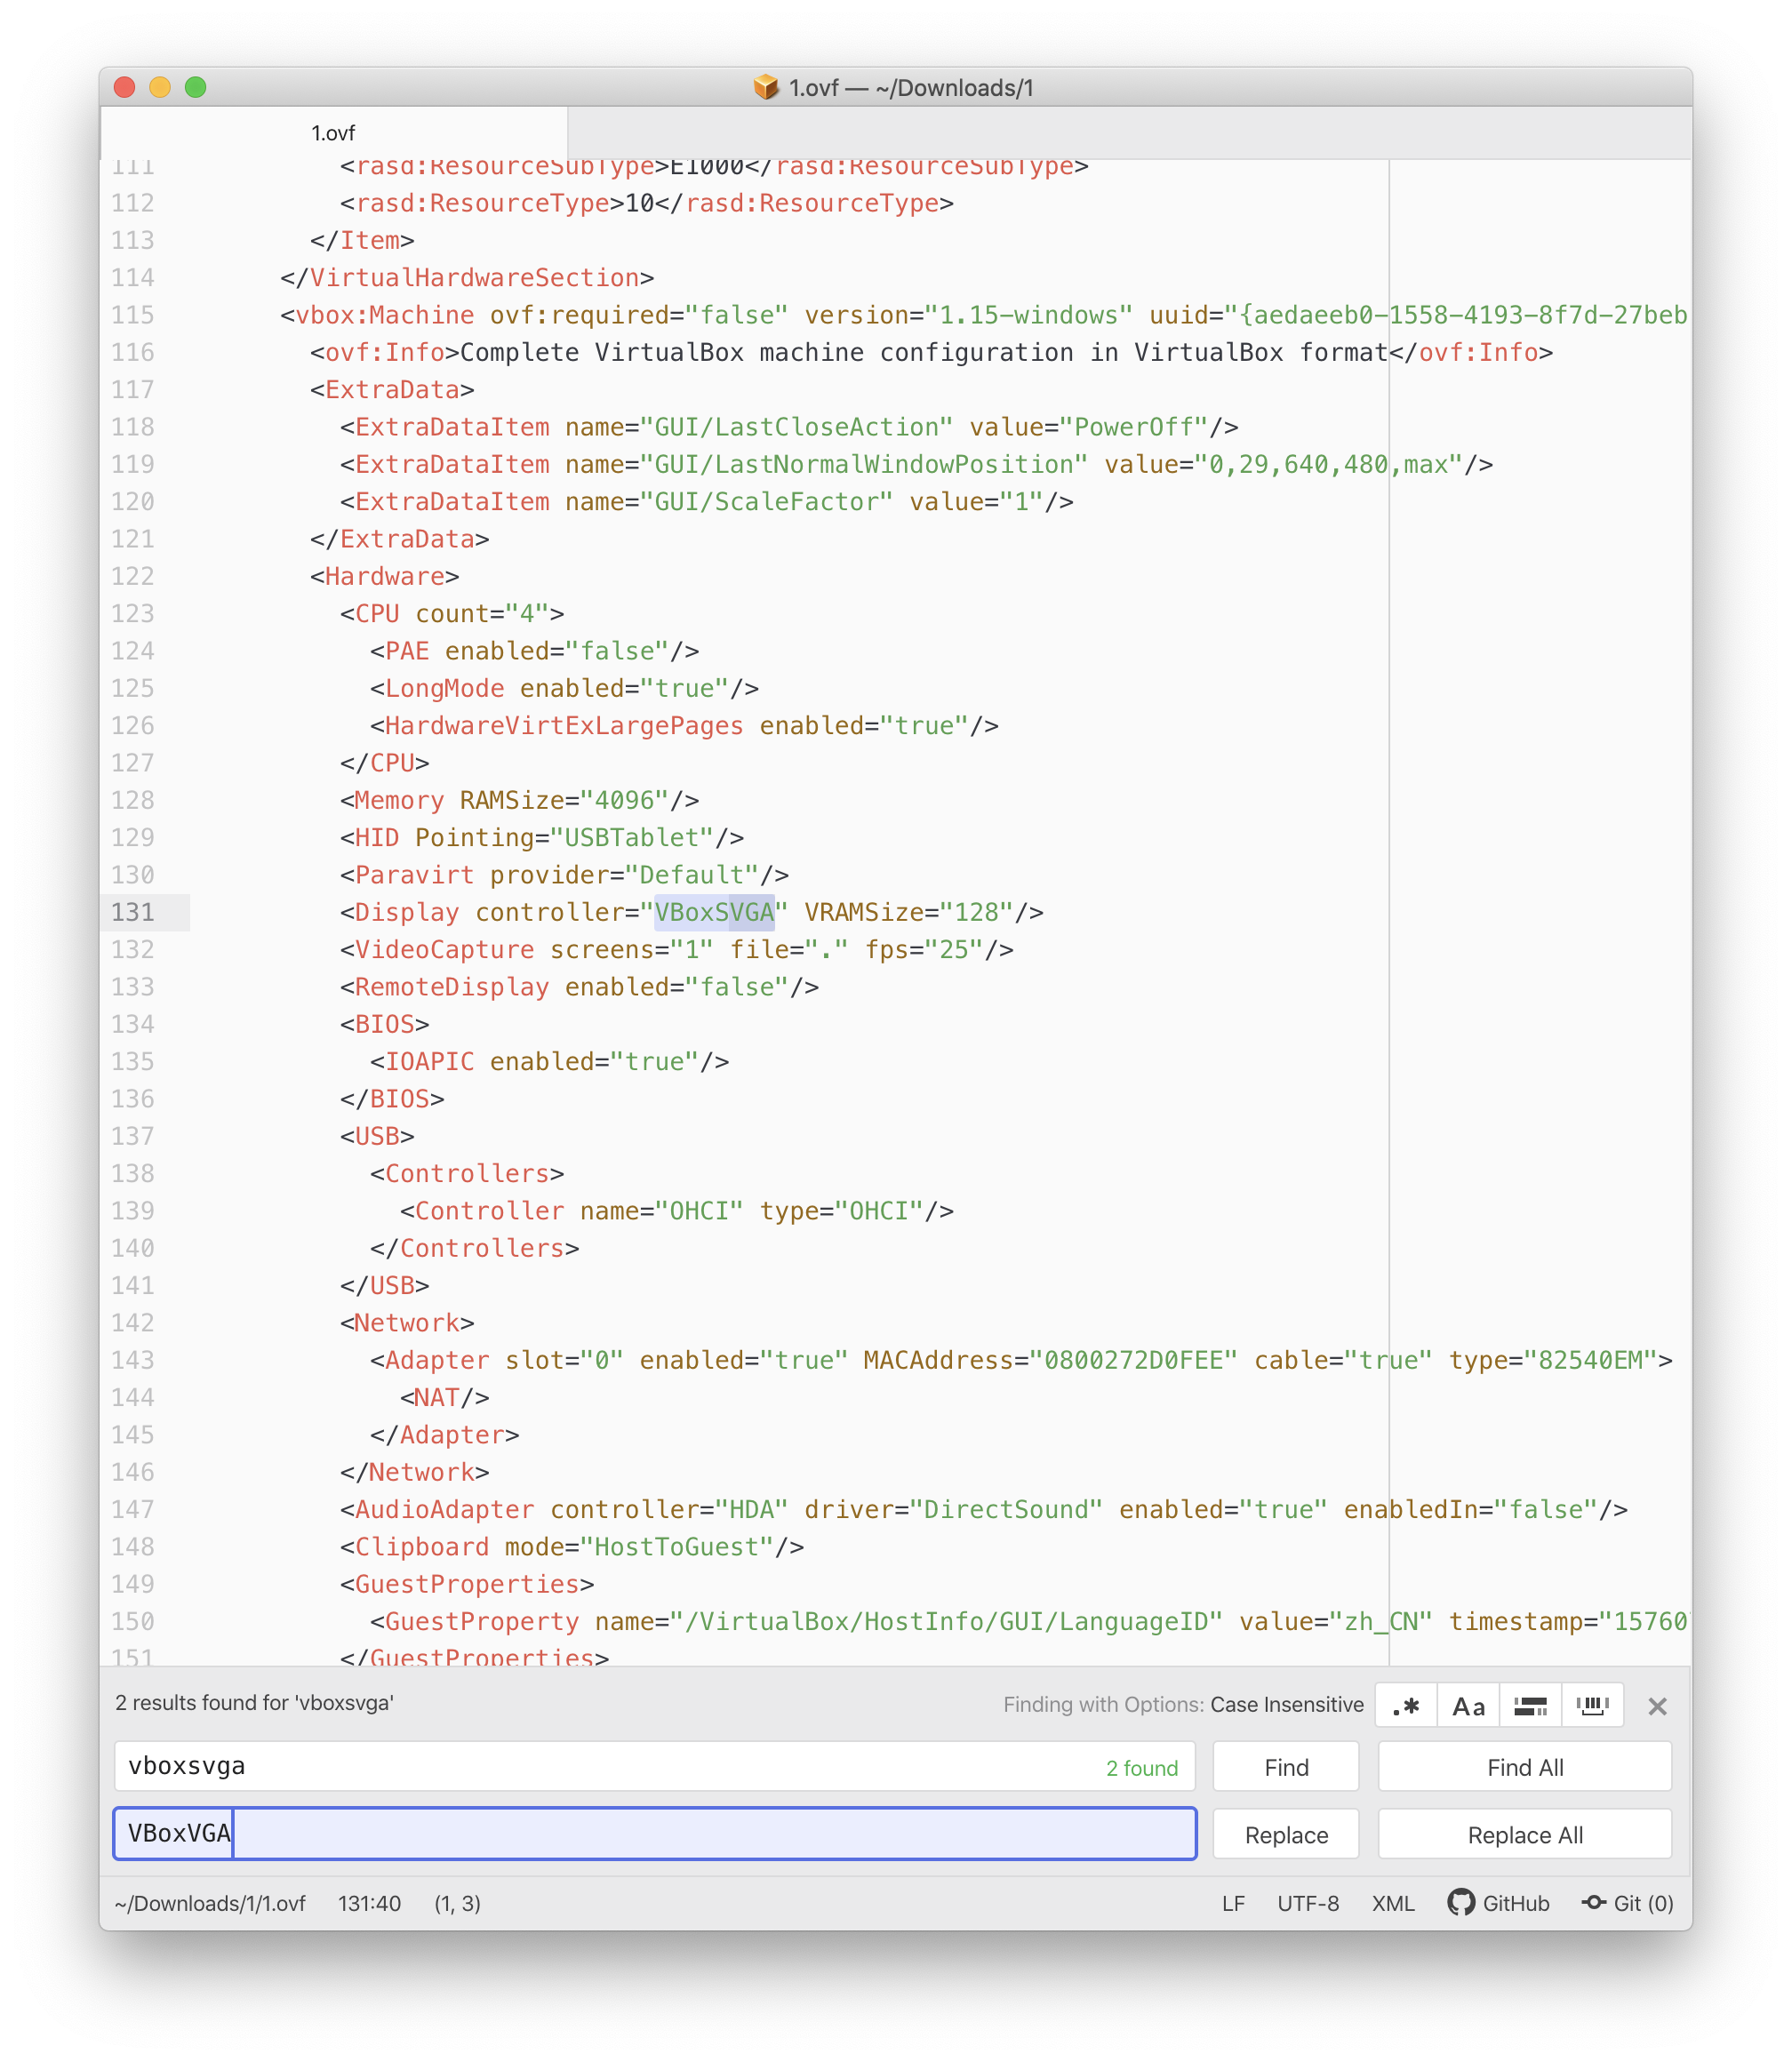 1.ovf — ~/Downloads/1
1.ovf
111 <rasd:ResourceSubType>E1000</rasd:ResourceSubType>
112 <rasd:ResourceType>10</rasd:ResourceType>
113 </Item>
114 </VirtualHardwareSection>
115 <vbox:Machine ovf:required="false" version="1.15-windows" uuid="{aedaeeb0-1558-4193-8f7d-27beb
116 <ovf:Info>Complete VirtualBox machine configuration in VirtualBox format</ovf:Info>
117 <ExtraData>
118 <ExtraDataItem name="GUI/LastCloseAction" value="PowerOff"/>
119 <ExtraDataItem name="GUI/LastNormalWindowPosition" value="0,29,640,480,max"/>
120 <ExtraDataItem name="GUI/ScaleFactor" value="1"/>
121 </ExtraData>
122 <Hardware>
123 <CPU count="4">
124 <PAE enabled="false"/>
125 <LongMode enabled="true"/>
126 <HardwareVirtExLargePages enabled="true"/>
127 </CPU>
128 <Memory RAMSize="4096"/>
129 <HID Pointing="USBTablet"/>
130 <Paravirt provider="Default"/>
131 <Display controller="VBoxSVGA" VRAMSize="128"/>
132 <VideoCapture screens="1" file="." fps="25"/>
133 <RemoteDisplay enabled="false"/>
134 <BIOS>
135 <IOAPIC enabled="true"/>
136 </BIOS>
137 <USB>
138 <Controllers>
139 <Controller name="OHCI" type="OHCI"/>
140 </Controllers>
141 </USB>
142 <Network>
143 <Adapter slot="0" enabled="true" MACAddress="0800272D0FEE" cable="true" type="82540EM">
144 <NAT/>
145 </Adapter>
146 </Network>
147 <AudioAdapter controller="HDA" driver="DirectSound" enabled="true" enabledIn="false"/>
148 <Clipboard mode="HostToGuest"/>
149 <GuestProperties>
150 <GuestProperty name="/VirtualBox/HostInfo/GUI/LanguageID" value="zh_CN" timestamp="15760
151 </GuestProperties>
2 results found for 'vboxsvga' Finding with Options: Case Insensitive .* Aa
vboxsvga 2 found Find Find All
VBoxVGA Replace Replace All
~/Downloads/1/1.ovf 131:40 (1, 3) LF UTF-8 XML GitHub Git (0)